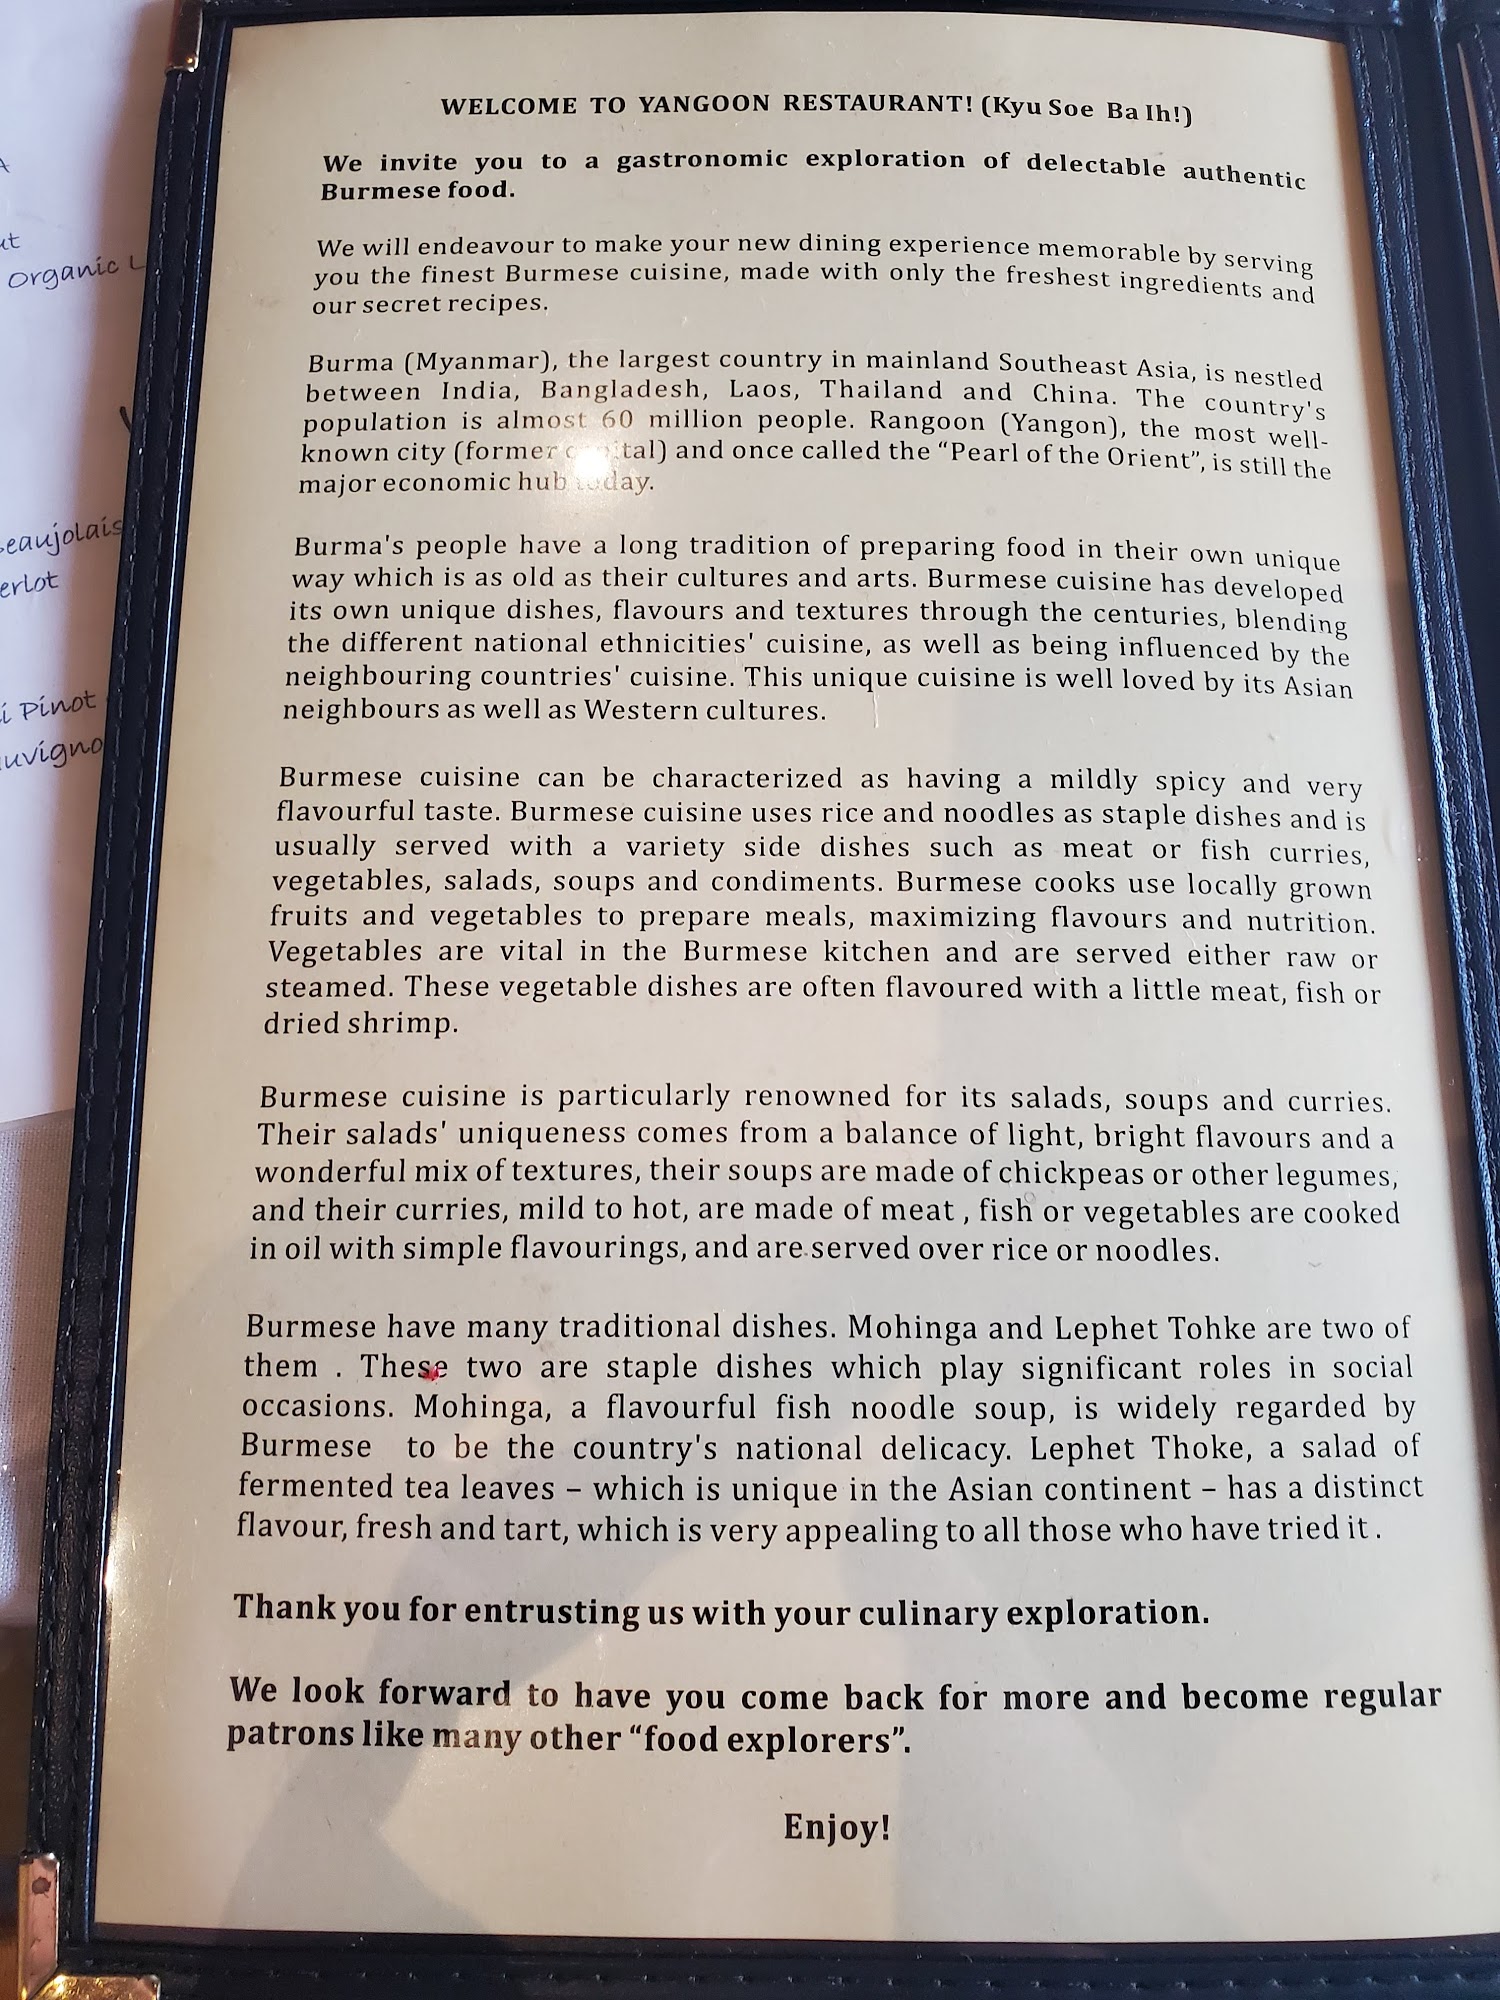 WELCOME TO YANGOON RESTAURANT! (Kyu Soe Ba Ih!)
We invite you to a gastronomic exploration of delectable authentic
Burmese food.
We will endeavour to make your new dining experience memorable by serving
you the finest Burmese cuisine, made with only the freshest ingredients and
our secret recipes.
Burma (Myanmar), the largest country in mainland Southeast Asia, is nestled
between India, Bangladesh, Laos, Thailand and China. The country's
population is almost 60 million people. Rangoon (Yangon), the most well-
known city (former capital) and once called the “Pearl of the Orient”, is still the
major economic hub today.
Burma's people have a long tradition of preparing food in their own unique
way which is as old as their cultures and arts. Burmese cuisine has developed
its own unique dishes, flavours and textures through the centuries, blending
the different national ethnicities' cuisine, as well as being influenced by the
neighbouring countries' cuisine. This unique cuisine is well loved by its Asian
neighbours as well as Western cultures.
Burmese cuisine can be characterized as having a mildly spicy and very
flavourful taste. Burmese cuisine uses rice and noodles as staple dishes and is
usually served with a variety side dishes such as meat or fish curries,
vegetables, salads, soups and condiments. Burmese cooks use locally grown
fruits and vegetables to prepare meals, maximizing flavours and nutrition.
Vegetables are vital in the Burmese kitchen and are served either raw or
steamed. These vegetable dishes are often flavoured with a little meat, fish or
dried shrimp.
Burmese cuisine is particularly renowned for its salads, soups and curries.
Their salads' uniqueness comes from a balance of light, bright flavours and a
wonderful mix of textures, their soups are made of chickpeas or other legumes,
and their curries, mild to hot, are made of meat , fish or vegetables are cooked
in oil with simple flavourings, and are served over rice or noodles.
Burmese have many traditional dishes. Mohinga and Lephet Tohke are two of
them . These two are staple dishes which play significant roles in social
occasions. Mohinga, a flavourful fish noodle soup, is widely regarded by
Burmese to be the country's national delicacy. Lephet Thoke, a salad of
fermented tea leaves – which is unique in the Asian continent – has a distinct
flavour, fresh and tart, which is very appealing to all those who have tried it .
Thank you for entrusting us with your culinary exploration.
We look forward to have you come back for more and become regular
patrons like many other “food explorers”.
Enjoy!
Organic
Pinot